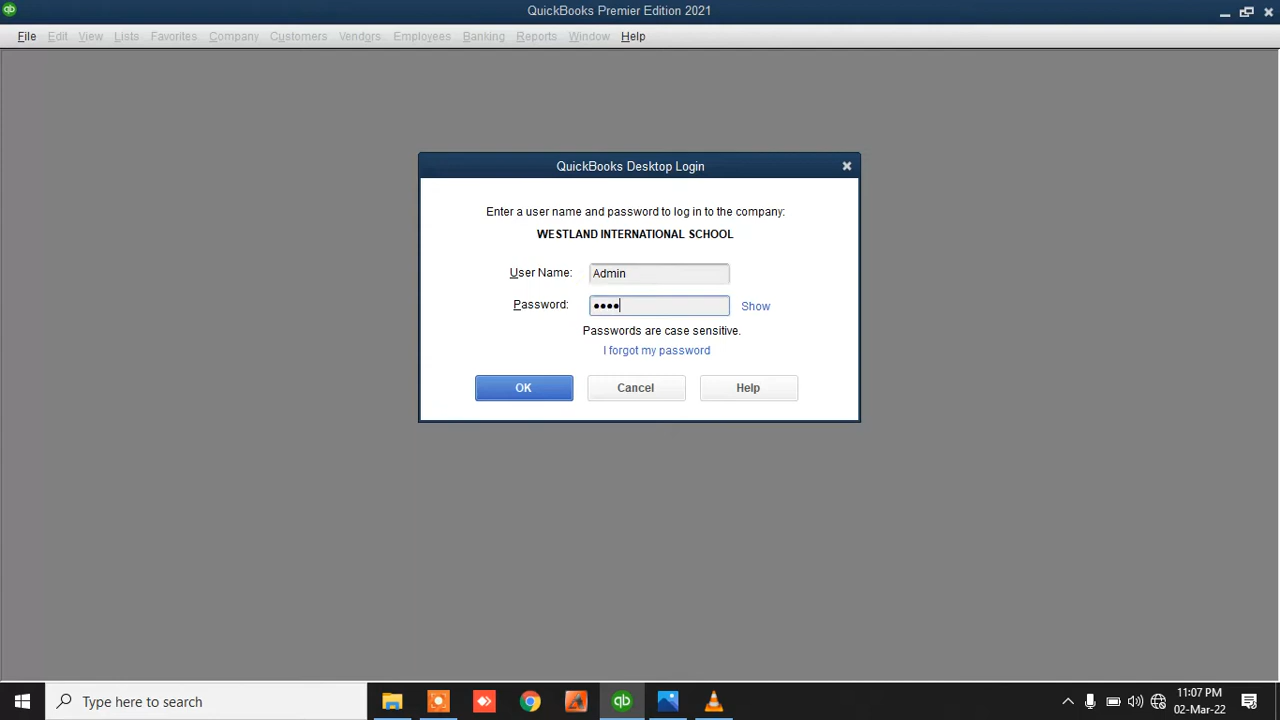 QuickBooks Premier Edition 2021
File Edit View Lists Favorites Company Customers Vendors Employees Banking Reports Window Help
QuickBooks Desktop Login
Enter a user name and password to log in to the company:
WESTLAND INTERNATIONAL SCHOOL
User Name: Admin
Password: ●●●● Show
Passwords are case sensitive.
I forgot my password
OK Cancel Help
Type here to search
11:07 PM
02-Mar-22